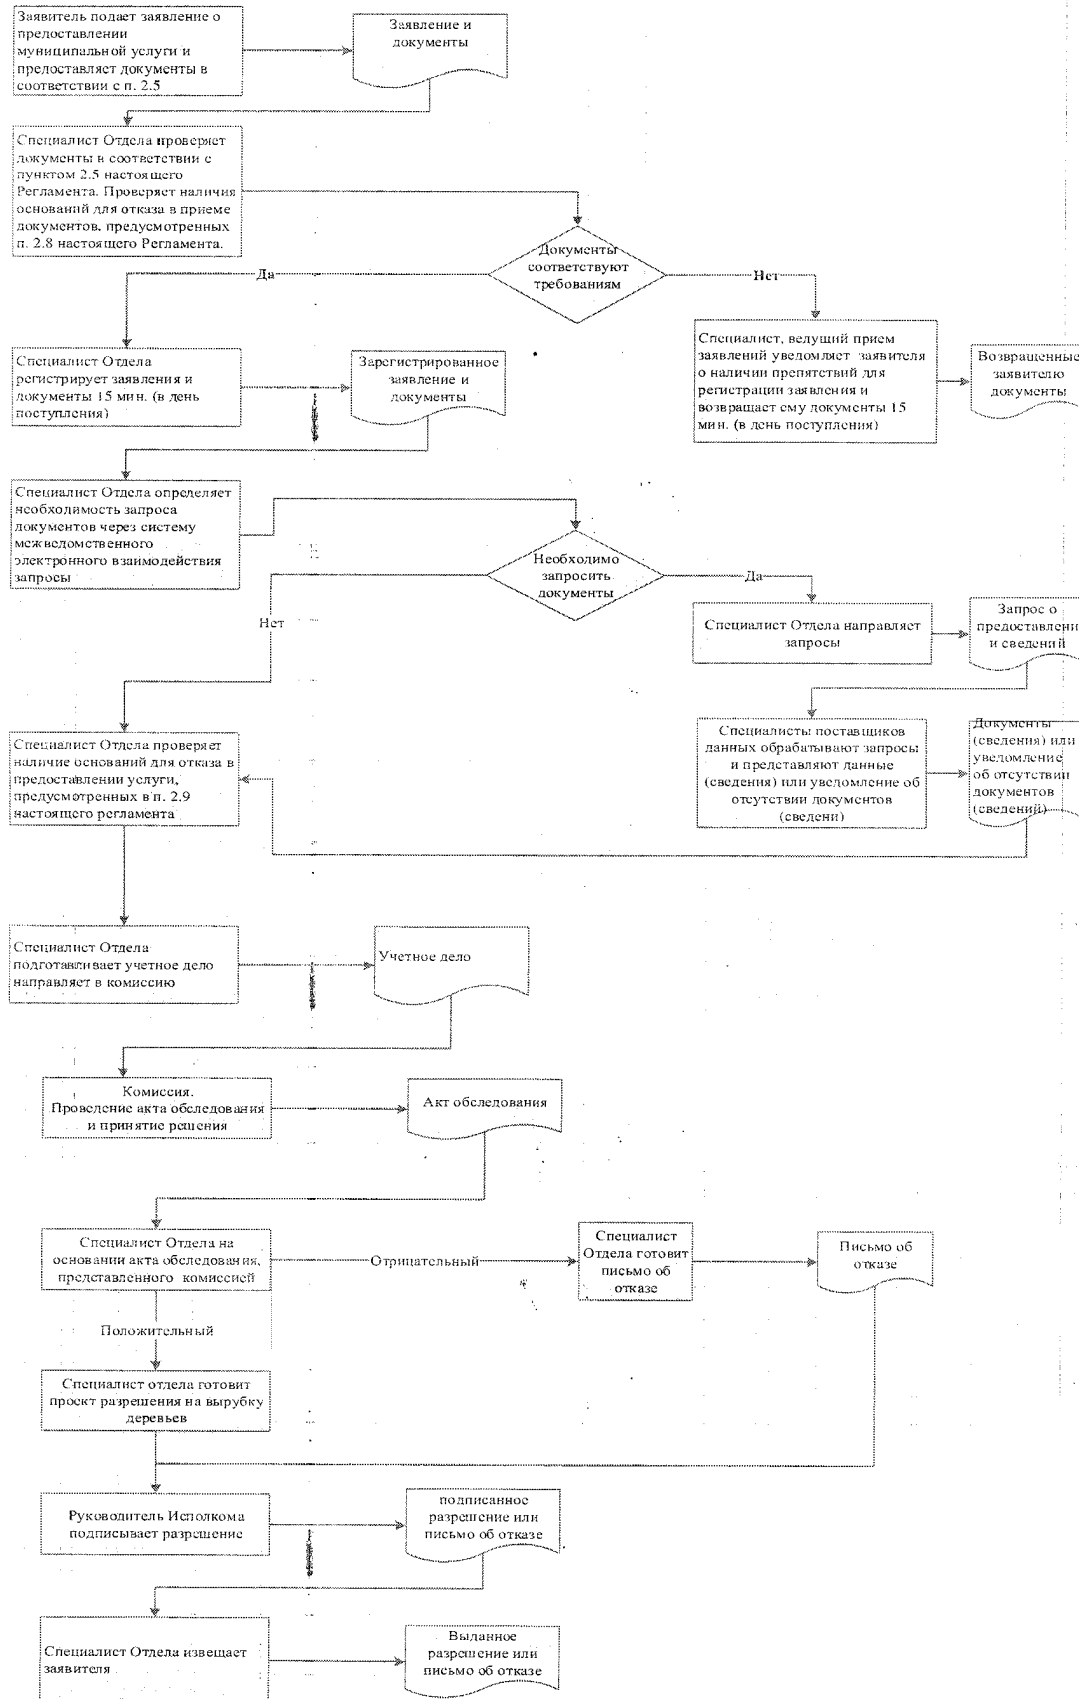 Заявитель подает заявление о
предоставлении
муниципальной услуги и
предоставляет документы в
соответствии с п. 2.5
Заявление и
документы
Специалист Отдела проверяет
документы в соответствии с
пунктом 2.5 настоящего
Регламента. Проверяет наличия
оснований для отказа в приеме
документов, предусмотренных
п. 2.8 настоящего Регламента.
Документы
соответствуют
требованиям
Да
Нет
Специалист Отдела
регистрирует заявления и
документы 15 мин. (в день
поступления)
Зарегистрированное
заявление и
документы
Специалист, ведущий прием
заявлений уведомляет заявителя
о наличии препятствий для
регистрации заявления и
возвращает ему документы 15
мин. (в день поступления)
Возвращенные
заявителю
документы
Специалист Отдела определяет
необходимость запроса
документов через систему
межведомственного
электронного взаимодействия
запросы
Необходимо
запросить
документы
Да
Нет
Специалист Отдела направляет
запросы
Запрос о
предоставлени
и сведений
Специалист Отдела проверяет
наличие оснований для отказа в
предоставлении услуги,
предусмотренных в п. 2.9
настоящего регламента
Специалисты поставщиков
данных обрабатывают запросы
и представляют данные
(сведения) или уведомление об
отсутствии документов
(сведени)
Документы
(сведения) или
уведомление
об отсутствии
документов
(сведений)
Специалист Отдела
подготавливает учетное дело
направляет в комиссию
Учетное дело
Комиссия.
Проведение акта обследования
и принятие решения
Акт обследования
Специалист Отдела на
основании акта обследования,
представленного комиссией
Отрицательный
Специалист
Отдела готовит
письмо об
отказе
Письмо об
отказе
Положительный
Специалист отдела готовит
проект разрешения на вырубку
деревьев
Руководитель Исполкома
подписывает разрешение
подписанное
разрешение или
письмо об отказе
Специалист Отдела извещает
заявителя
Выданное
разрешение или
письмо об отказе